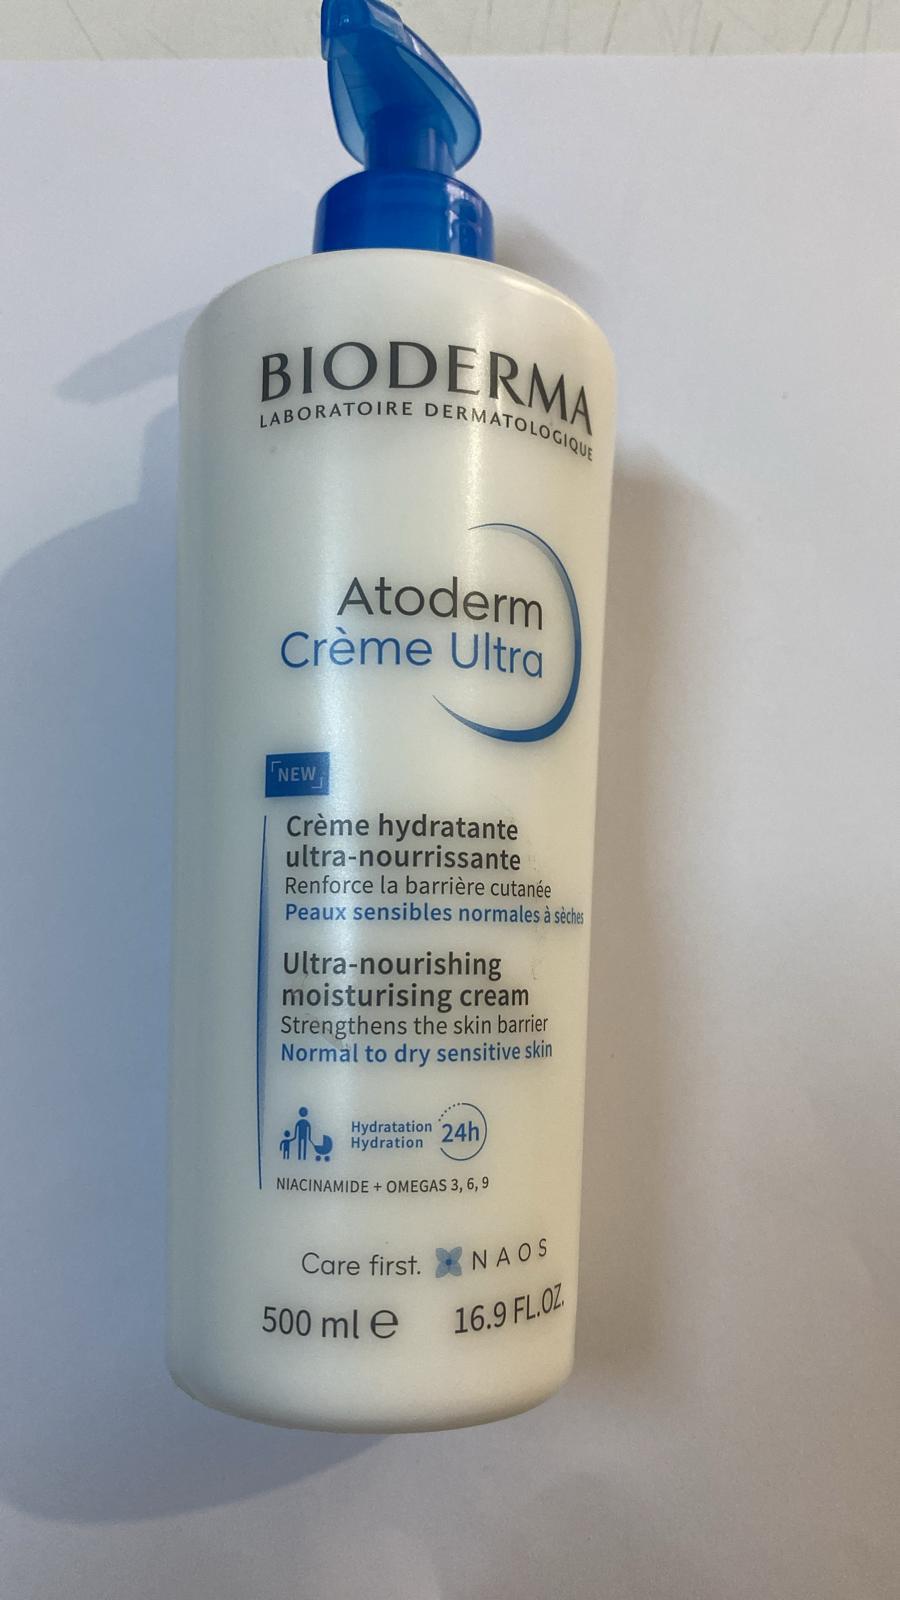 BIODERMA
LABORATOIRE DERMATOLOGIQUE
Atoderm
Crème Ultra
NEW
Crème hydratante
ultra-nourrissante
Renforce la barrière cutanée
Peaux sensibles normales à sèches
Ultra-nourishing
moisturising cream
Strengthens the skin barrier
Normal to dry sensitive skin
Hydratation
Hydration
24h
NIACINAMIDE + OMEGAS 3, 6, 9
Care first. NAOS
500 ml ℮ 16.9 FL.OZ.